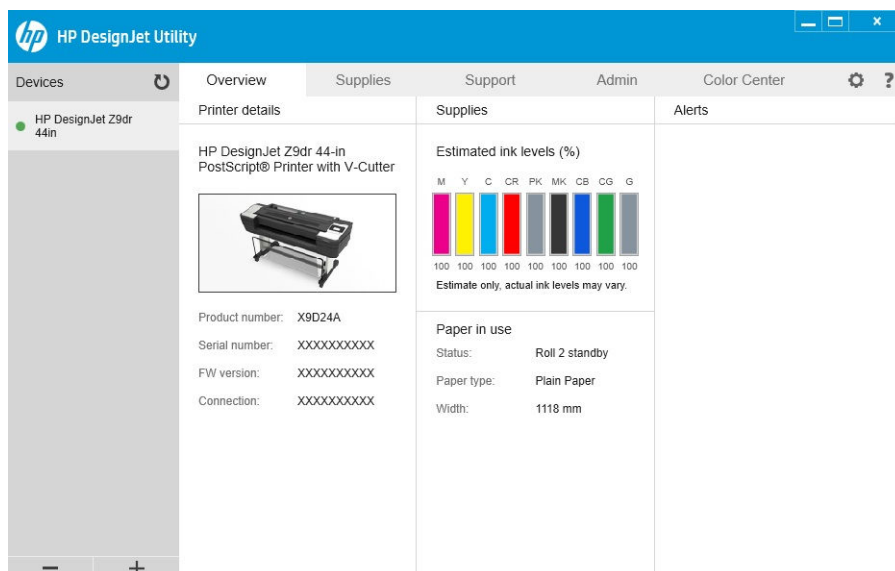 hp HP DesignJet Utility
Devices
Overview
Supplies
Support
Admin
Color Center
?
HP DesignJet Z9dr
44in
Printer details
HP DesignJet Z9dr 44-in
PostScript® Printer with V-Cutter
Product number: X9D24A
Serial number: XXXXXXXXXX
FW version: XXXXXXXXXX
Connection: XXXXXXXXXX
Supplies
Estimated ink levels (%)
M Y C CR PK MK CB CG G
100 100 100 100 100 100 100 100 100
Estimate only, actual ink levels may vary.
Paper in use
Status: Roll 2 standby
Paper type: Plain Paper
Width: 1118 mm
Alerts